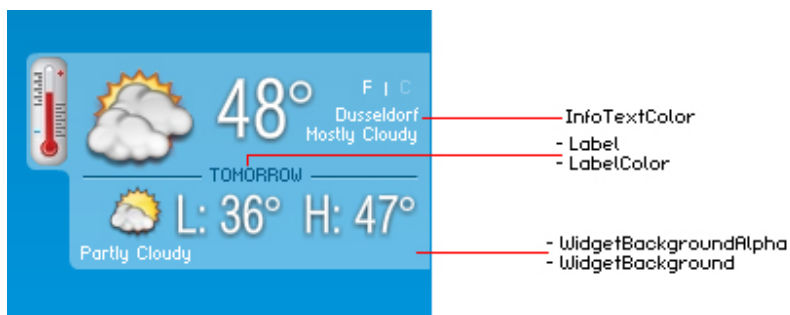 48°
F | C
Dusseldorf
Mostly Cloudy
TOMORROW
L: 36° H: 47°
Partly Cloudy
InfoTextColor
- Label
- LabelColor
- WidgetBackgroundAlpha
- WidgetBackground